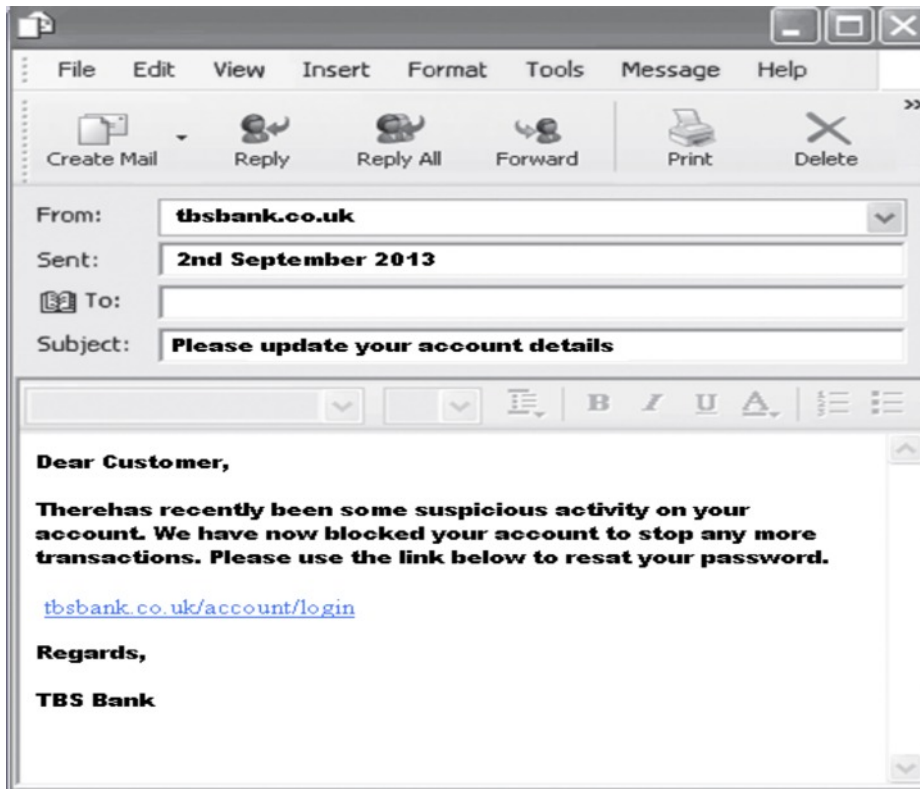 File Edit View Insert Format Tools Message Help
»
Create Mail Reply Reply All Forward Print Delete
From: tbsbank.co.uk
Sent: 2nd September 2013
To:
Subject: Please update your account details
B I U A
Dear Customer,
Therehas recently been some suspicious activity on your
account. We have now blocked your account to stop any more
transactions. Please use the link below to resat your password.
tbsbank.co.uk/account/login
Regards,
TBS Bank